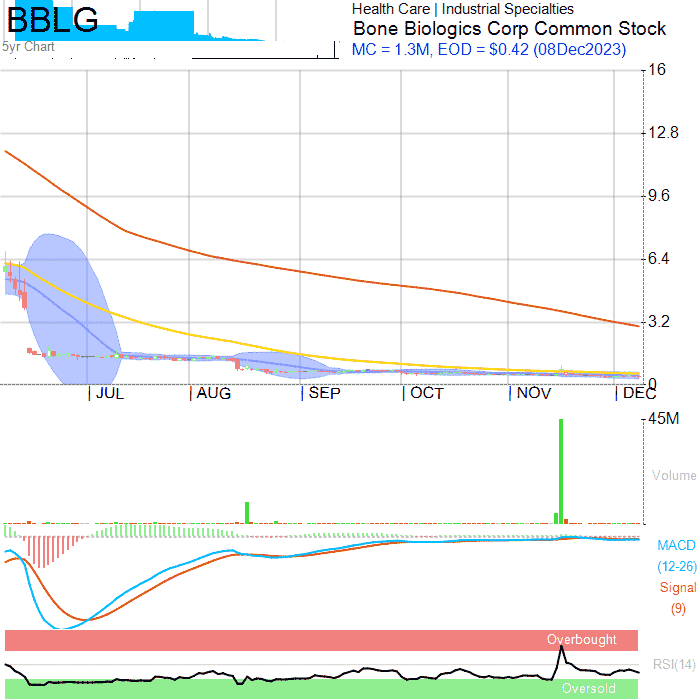 BBLG
5yr Chart
Health Care | Industrial Specialties
Bone Biologics Corp Common Stock
MC = 1.3M, EOD = $0.42 (08Dec2023)
16
12.8
9.6
6.4
3.2
0
JUL
AUG
SEP
OCT
NOV
DEC
45M
Volume
MACD
(12-26)
Signal
(9)
Overbought
RSI(14)
Oversold